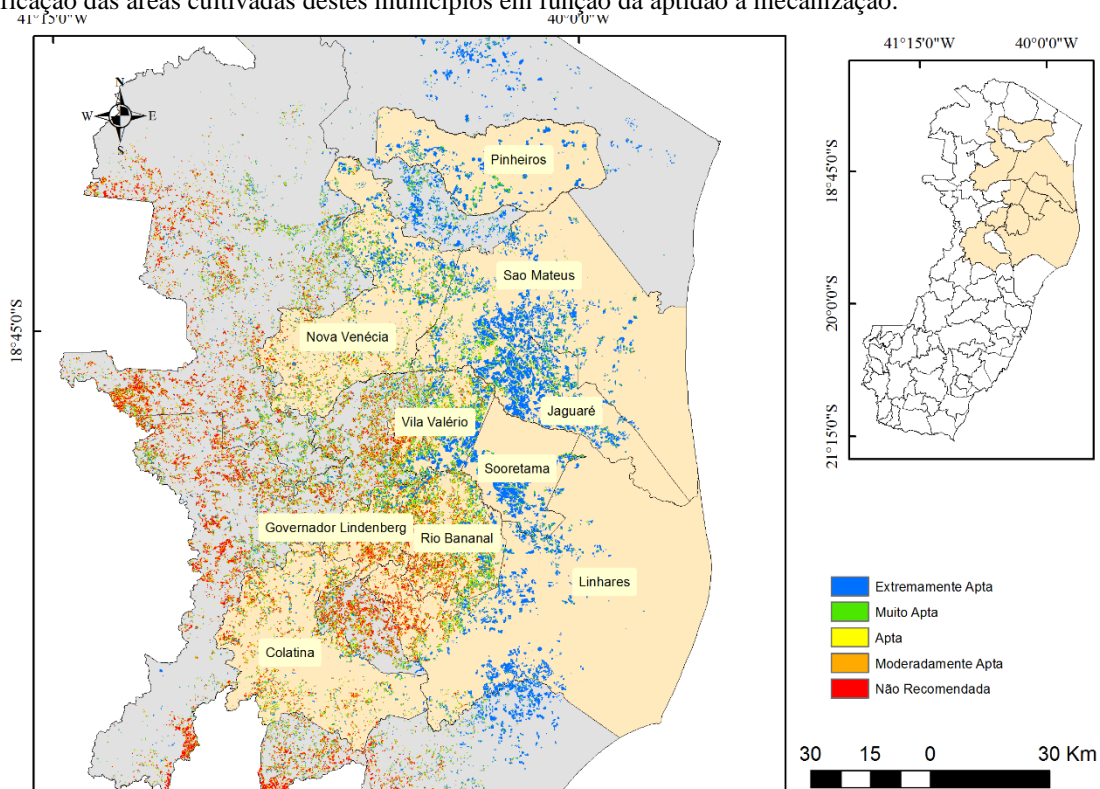 ficação das áreas cultivadas destes municípios em função da aptidão à mecanização.
41°15'0"W
40°0'0"W
41°15'0"W
40°0'0"W
N
W
E
S
Pinheiros
18°45'0"S
Sao Mateus
18°45'0"S
Nova Venécia
20°0'0"S
Jaguaré
Vila Valério
21°15'0"S
Sooretama
Governador Lindenberg
Rio Bananal
Linhares
Colatina
Extremamente Apta
Muito Apta
Apta
Moderadamente Apta
Não Recomendada
30 15 0 30 Km